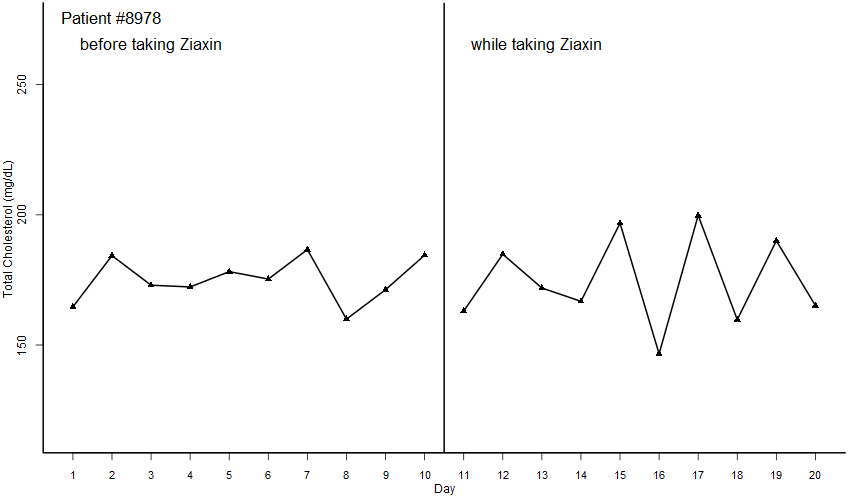 Patient #8978
before taking Ziaxin
while taking Ziaxin
Total Cholesterol (mg/dL)
250
200
150
1 2 3 4 5 6 7 8 9 10 11 12 13 14 15 16 17 18 19 20
Day